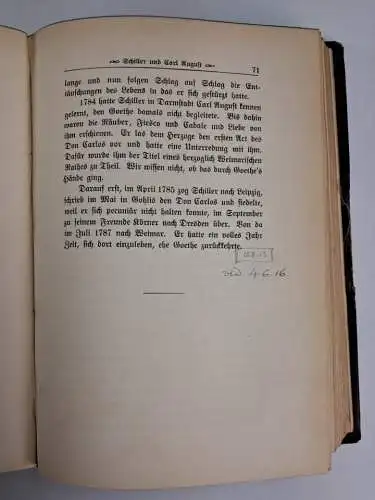 Schiller und Carl August 71
lange und nun folgen Schlag auf Schlag die Ent-
täuschungen des Lebens in das er sich gestürzt hatte.
1784 hatte Schiller in Darmstadt Carl August kennen
gelernt, den Goethe damals nicht begleitete. Bis dahin
waren die Räuber, Fiesco und Cabale und Liebe von
ihm erschienen. Er las dem Herzoge den ersten Act des
Don Carlos vor und hatte eine Unterredung mit ihm.
Dafür wurde ihm der Titel eines herzoglich Weimarischen
Rathes zu Theil. Wir wissen nicht, ob das durch Goethe's
Hände ging.
Darauf erst, im April 1785 zog Schiller nach Leipzig,
schrieb im Mai in Gohlis den Don Carlos und siedelte,
weil er sich pecuniär nicht halten konnte, im September
zu seinem Freunde Körner nach Dresden über. Von da
im Juli 1787 nach Weimar. Er hatte ein volles Jahr
Zeit, sich dort einzuleben, ehe Goethe zurückkehrte.
4.6.16